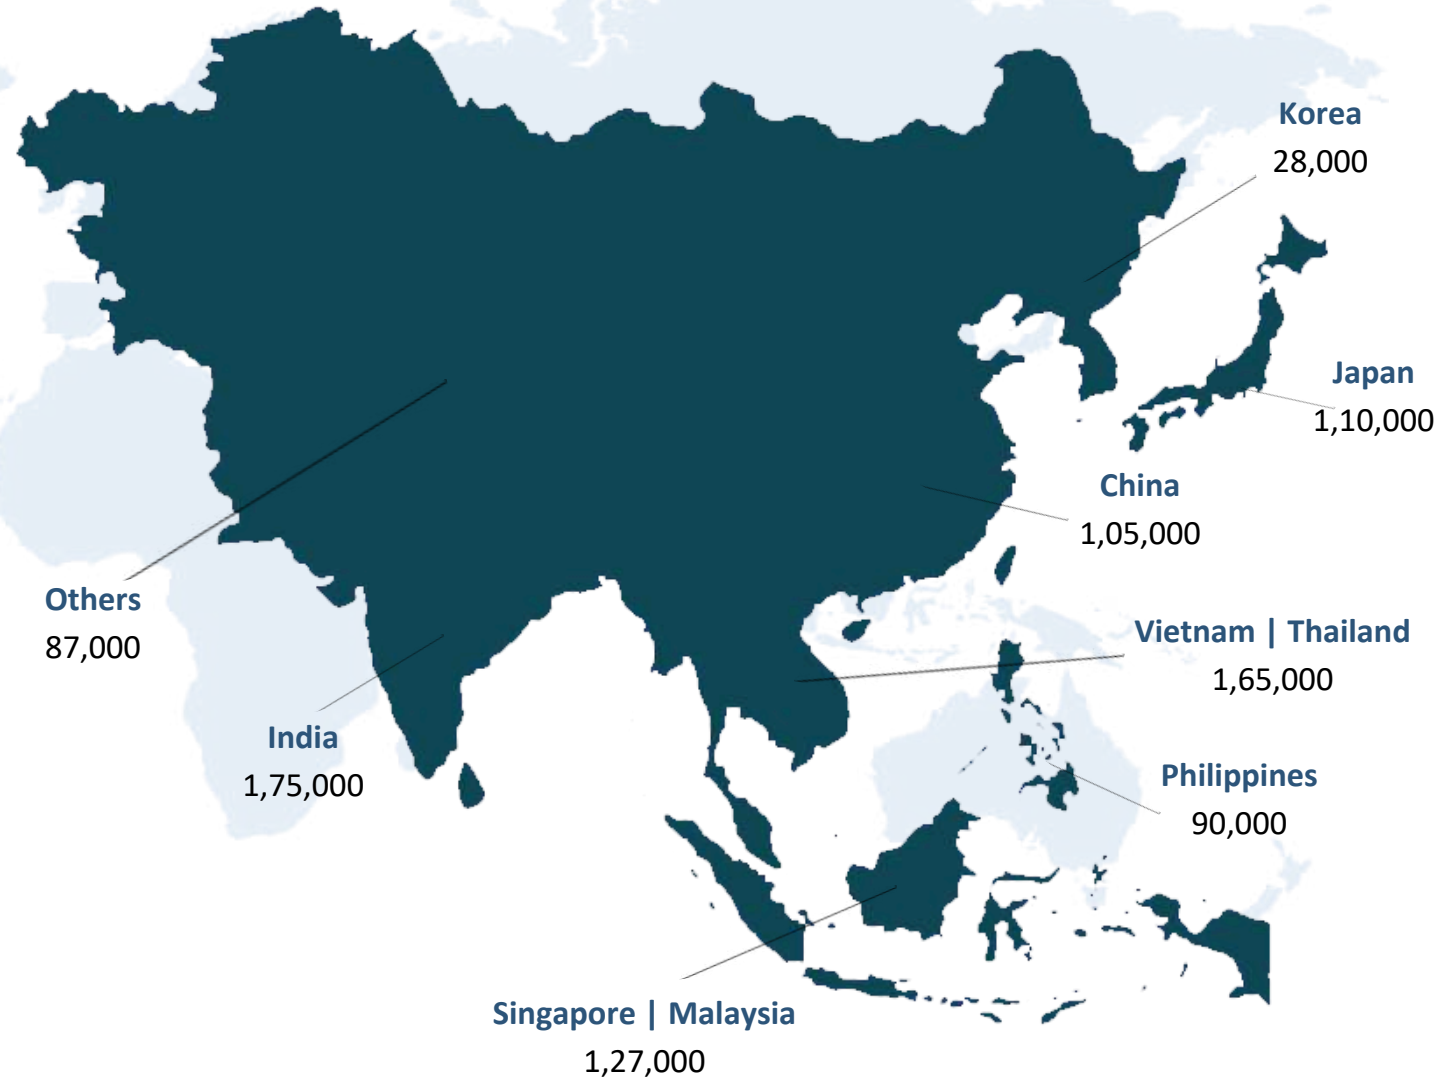 Korea
28,000
Japan
1,10,000
China
1,05,000
Others
87,000
Vietnam | Thailand
1,65,000
India
1,75,000
Philippines
90,000
Singapore | Malaysia
1,27,000